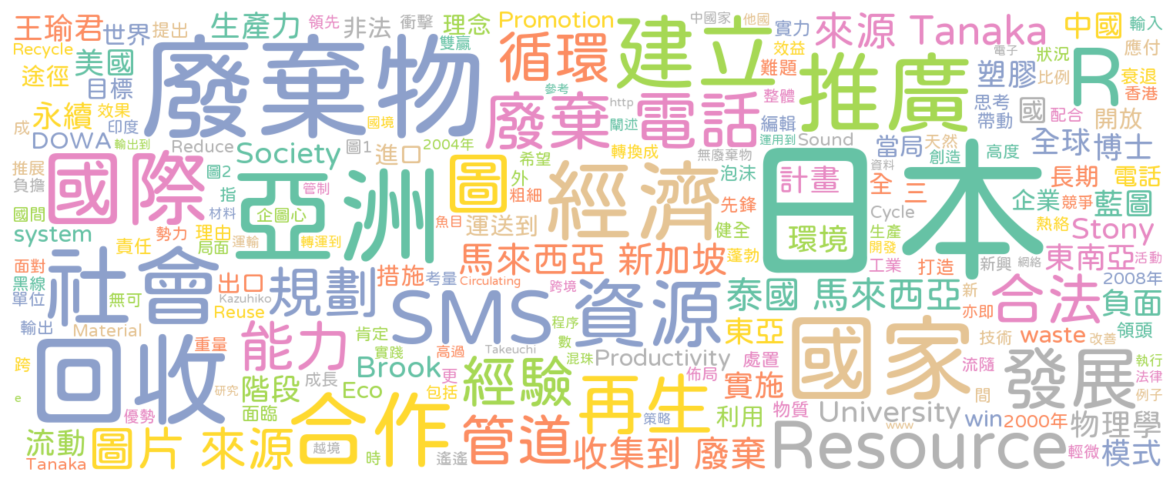 王瑜君 世界 提出 生產力 領先 非法 衝擊 理念 Promotion 中國家 他國 實力 來源 Tanaka 中國 輸入
Recycle 美國 雙贏 循環 建立 效益 電子 狀況 應付
途徑 目標 廢棄物 難題 推廣 R 塑膠 比例 衰退
永續 效果 參考 廢棄 電話 http 整體 思考 香港
成 印度 國境 闡述 編輯 Sound 帶動 國 配合 開放
DOWA 輸出到 Reduce 圖1 2004年 無廢棄物 運用到 當局 天然 創造 高度 全球 博士
推展 Society 進口 希望 轉換成 泡沫 計畫 資料 長期 電話
負擔 國際 圖2 指 亞洲 管制 圖 外 粗細 經濟 先鋒 日本 全 三 企業 競爭 藍圖
國間 材料 企圖心 魚目 運送到 健全 環境 Cycle 生產 熱絡 Stony
system 責任 勢力 理由 局面 運輸 轉運到 蓬勃 開發 東南亞
面對 社會 出口 措施 考量 馬來西亞 新加坡 工業 打造 新興 網絡 活動
黑線 規劃 Circulating 跨境 泰國 馬來西亞 新 合法 2008年
單位 無可 Kazuhiko Reuse SMS 資源 亦即 負面
輸出 Material 能力 肯定 程序 東亞 國家 技術 waste 改善 領頭
跨 回收 重量 實踐 高過 Takeuchi 數 混珠 Productivity 處置 流隨 發展 執行
e 研究 階段 成長 Eco Brook 更 經驗 佈局 再生 實施 間 法律
優勢 面臨 合作 包括 策略 利用 物質 University win 2000年 例子
流動 圖片 來源 越境 管道 收集到 廢棄 www 物理學
Tanaka 時 遙遙 Resource 輕微 模式